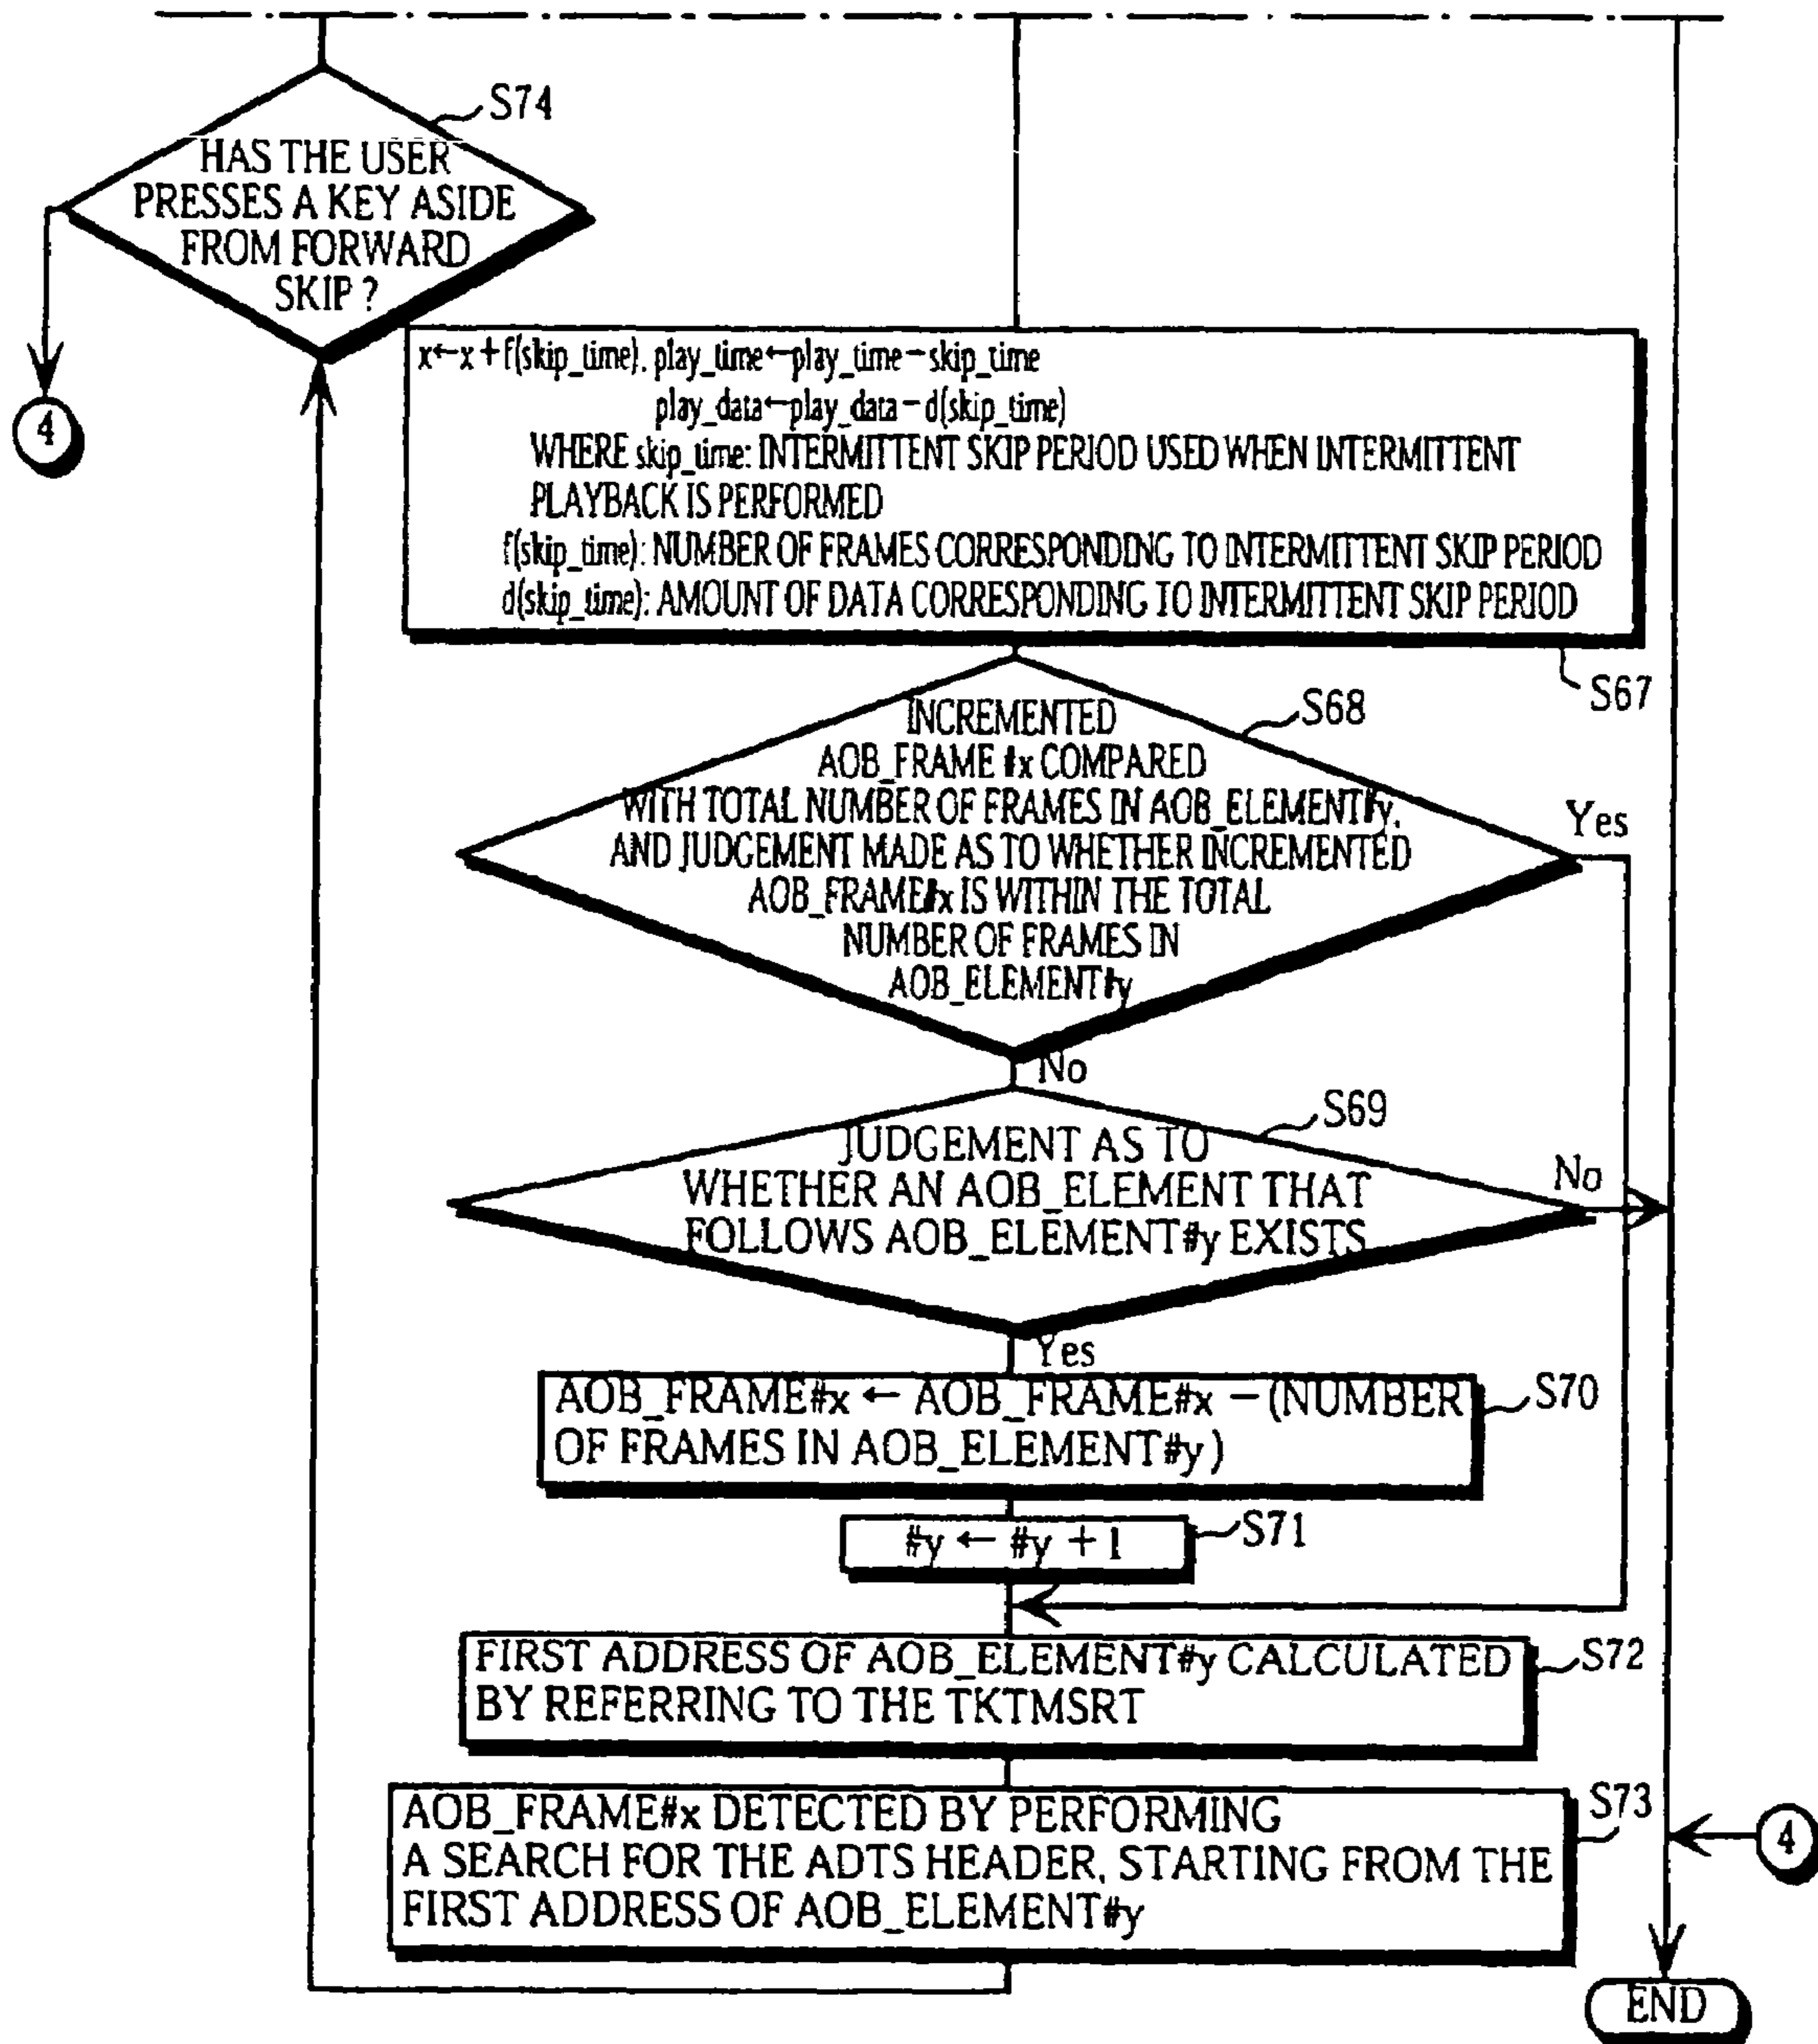 S74
HAS THE USER
PRESSES A KEY ASIDE
FROM FORWARD
SKIP ?
4
x←x+f(skip_time), play_time←play_time−skip_time
play_data←play_data−d(skip_time)
WHERE skip_time: INTERMITTENT SKIP PERIOD USED WHEN INTERMITTENT
PLAYBACK IS PERFORMED
f(skip_time): NUMBER OF FRAMES CORRESPONDING TO INTERMITTENT SKIP PERIOD
d(skip_time): AMOUNT OF DATA CORRESPONDING TO INTERMITTENT SKIP PERIOD
S67
S68
INCREMENTED
AOB_FRAME #x COMPARED
WITH TOTAL NUMBER OF FRAMES IN AOB_ELEMENT#y,
AND JUDGEMENT MADE AS TO WHETHER INCREMENTED
AOB_FRAME#x IS WITHIN THE TOTAL
NUMBER OF FRAMES IN
AOB_ELEMENT#y
Yes
No
S69
JUDGEMENT AS TO
WHETHER AN AOB_ELEMENT THAT
FOLLOWS AOB_ELEMENT#y EXISTS
No
Yes
AOB_FRAME#x ← AOB_FRAME#x −(NUMBER
OF FRAMES IN AOB_ELEMENT#y)
S70
#y ← #y +1
S71
FIRST ADDRESS OF AOB_ELEMENT#y CALCULATED
BY REFERRING TO THE TKTMSRT
S72
AOB_FRAME#x DETECTED BY PERFORMING
A SEARCH FOR THE ADTS HEADER, STARTING FROM THE
FIRST ADDRESS OF AOB_ELEMENT#y
S73
4
END